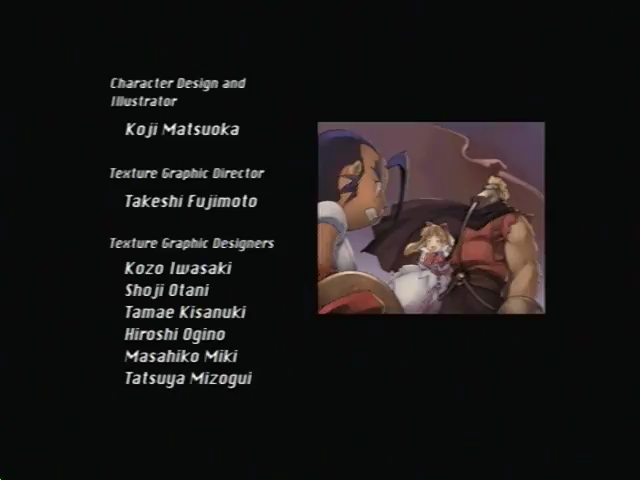 Character Design and
Illustrator
Koji Matsuoka
Texture Graphic Director
Takeshi Fujimoto
Texture Graphic Designers
Kozo Iwasaki
Shoji Otani
Tamae Kisanuki
Hiroshi Ogino
Masahiko Miki
Tatsuya Mizogui